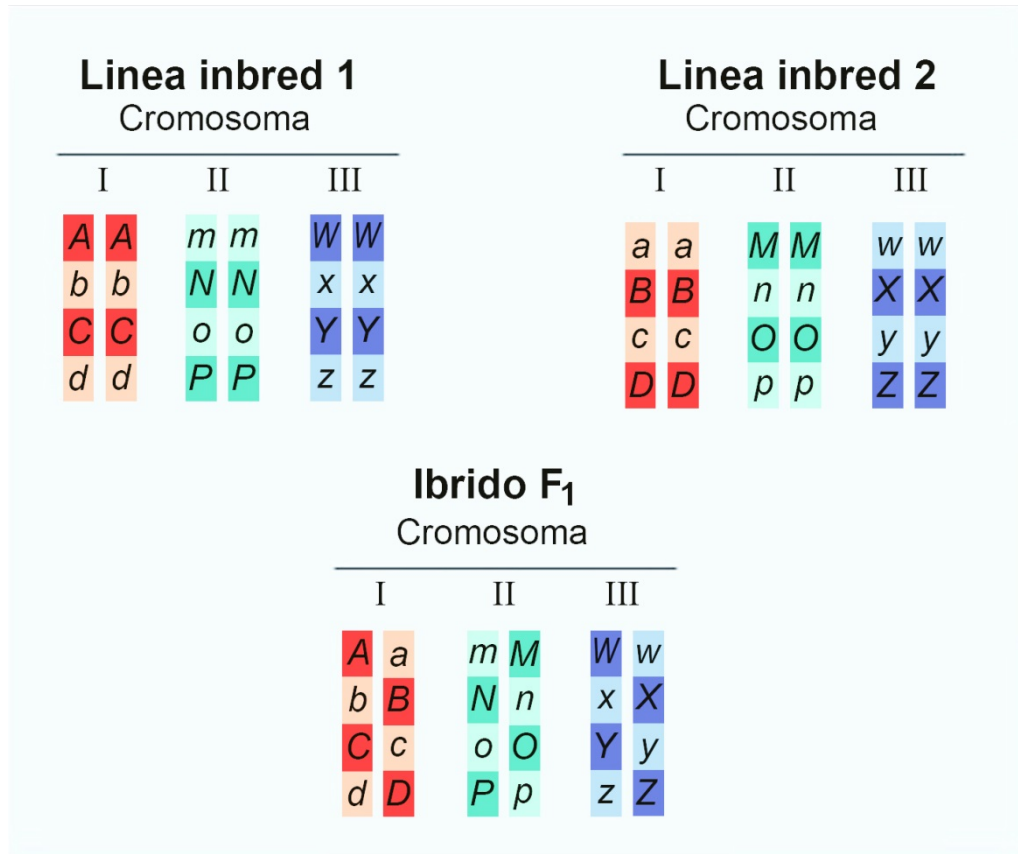 Linea inbred 1
Cromosoma
I II III
A A m m W W
b b N N x x
C C o o Y Y
d d P P z z
Linea inbred 2
Cromosoma
I II III
a a M M w w
B B n n X X
c c O O y y
D D p p Z Z
Ibrido F₁
Cromosoma
I II III
A a m M W w
b B N n x X
C c o O Y y
d D P p z Z